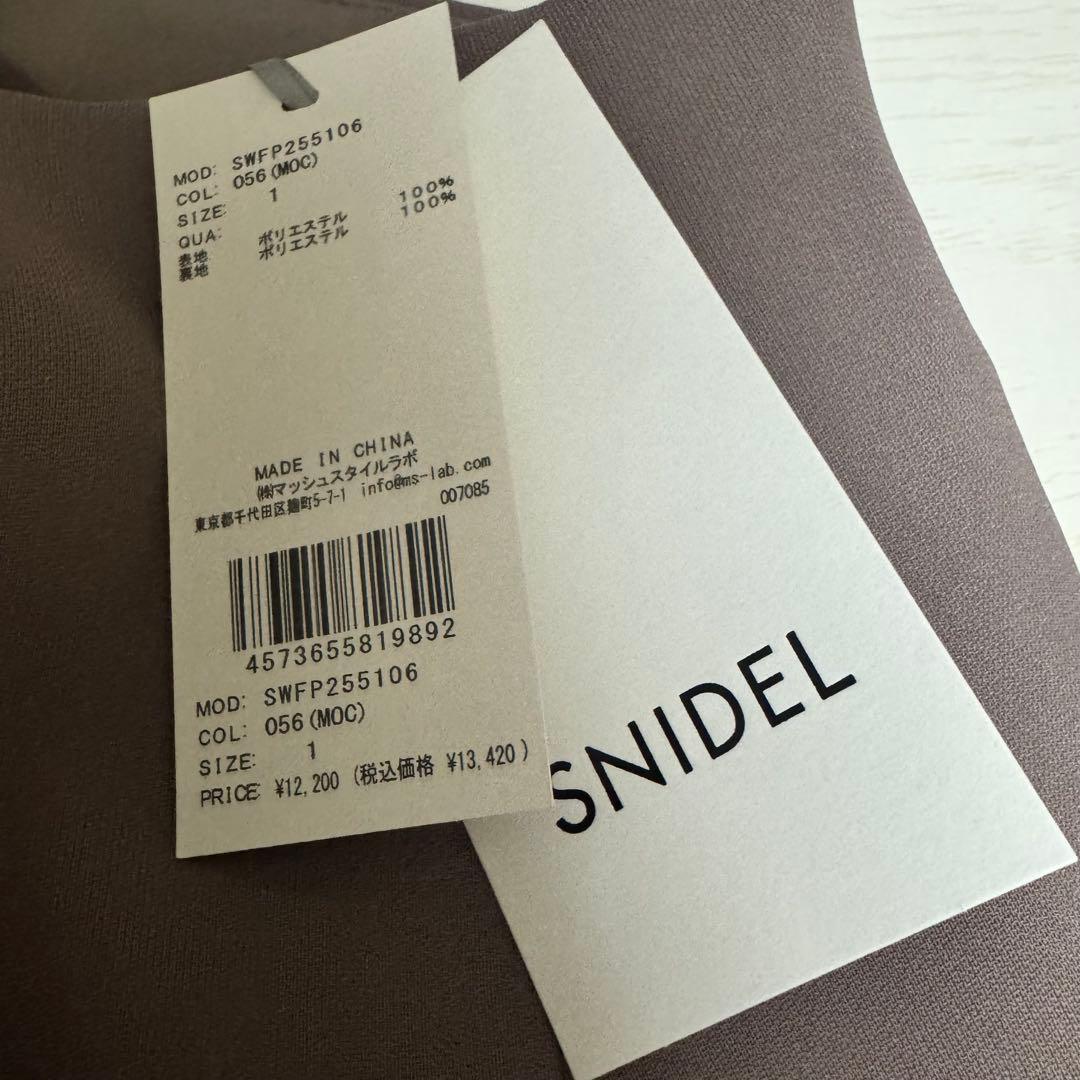 MOD: SWFP255106
COL: 056(MOC)
SIZE: 1
QUA:
表地 ポリエステル 100%
裏地 ポリエステル 100%
MADE IN CHINA
㈱マッシュスタイルラボ
東京都千代田区麹町5-7-1 info@ms-lab.com
007085
4573655819892
MOD: SWFP255106
COL: 056(MOC)
SIZE: 1
PRICE: ¥12,200 (税込価格 ¥13,420)
SNIDEL